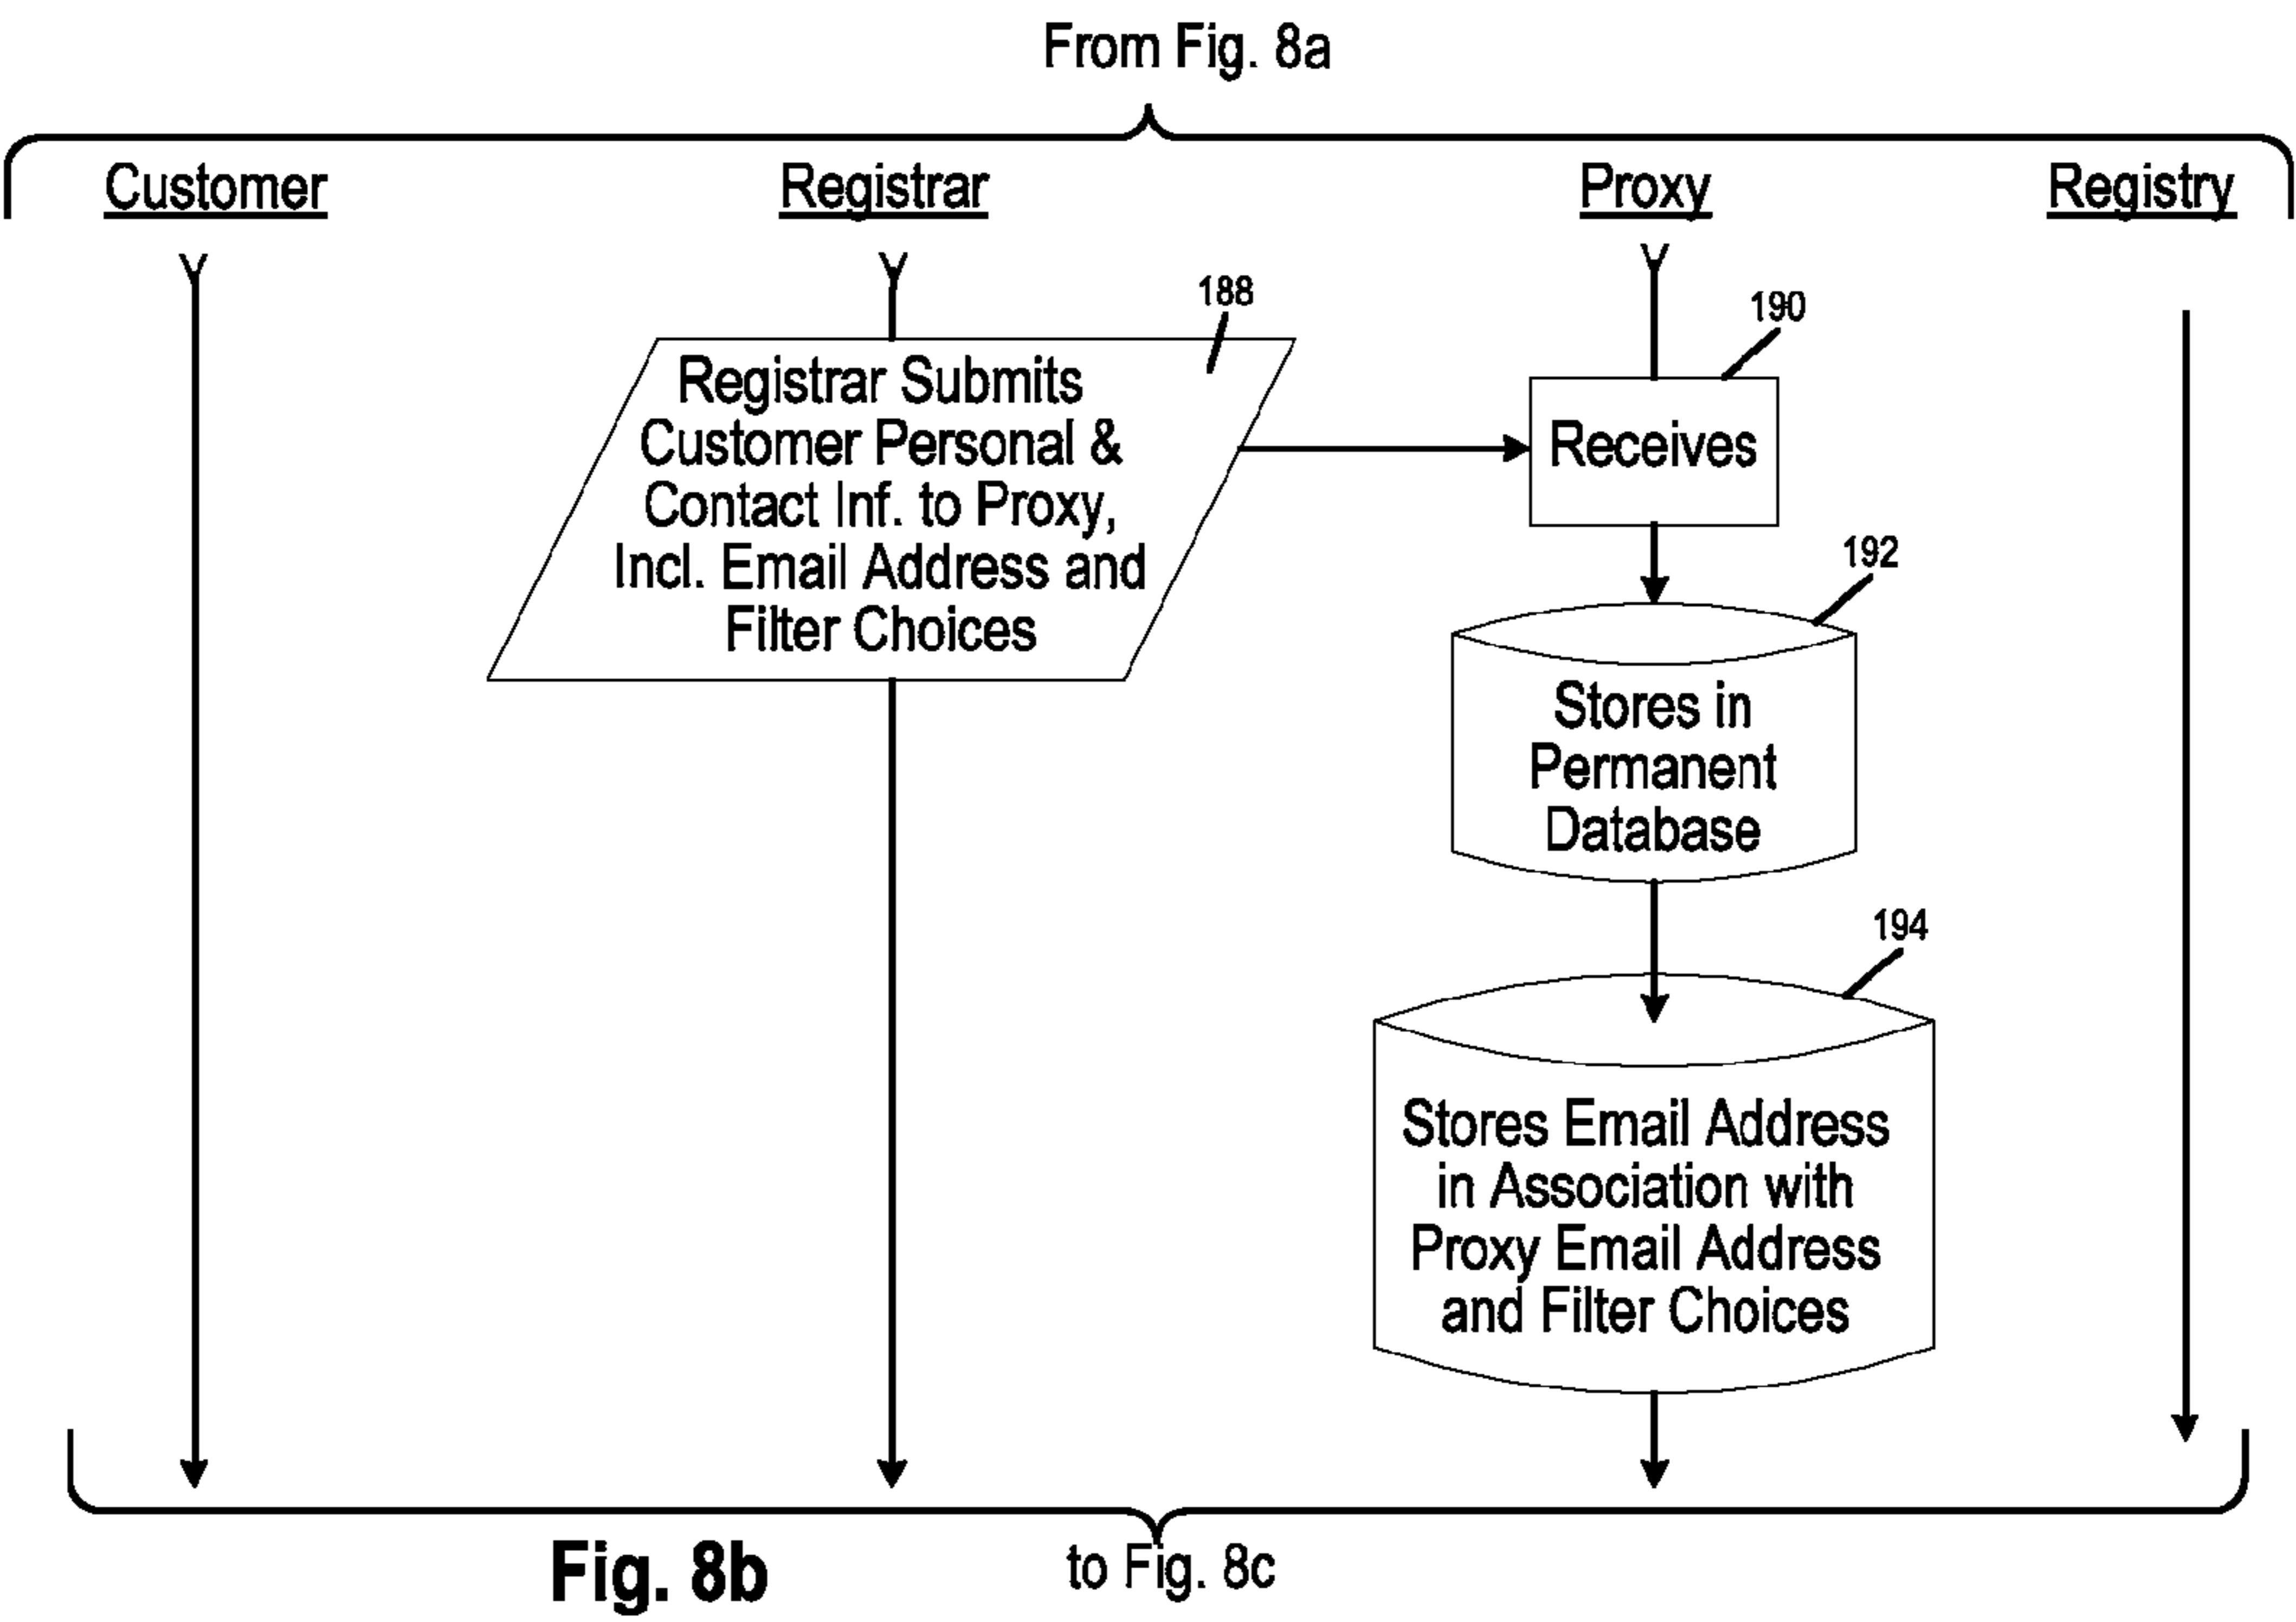 From Fig. 8a
Customer
Registrar
Proxy
Registry
188
Registrar Submits
Customer Personal &
Contact Inf. to Proxy,
Incl. Email Address and
Filter Choices
190
Receives
192
Stores in
Permanent
Database
194
Stores Email Address
in Association with
Proxy Email Address
and Filter Choices
Fig. 8b
to Fig. 8c